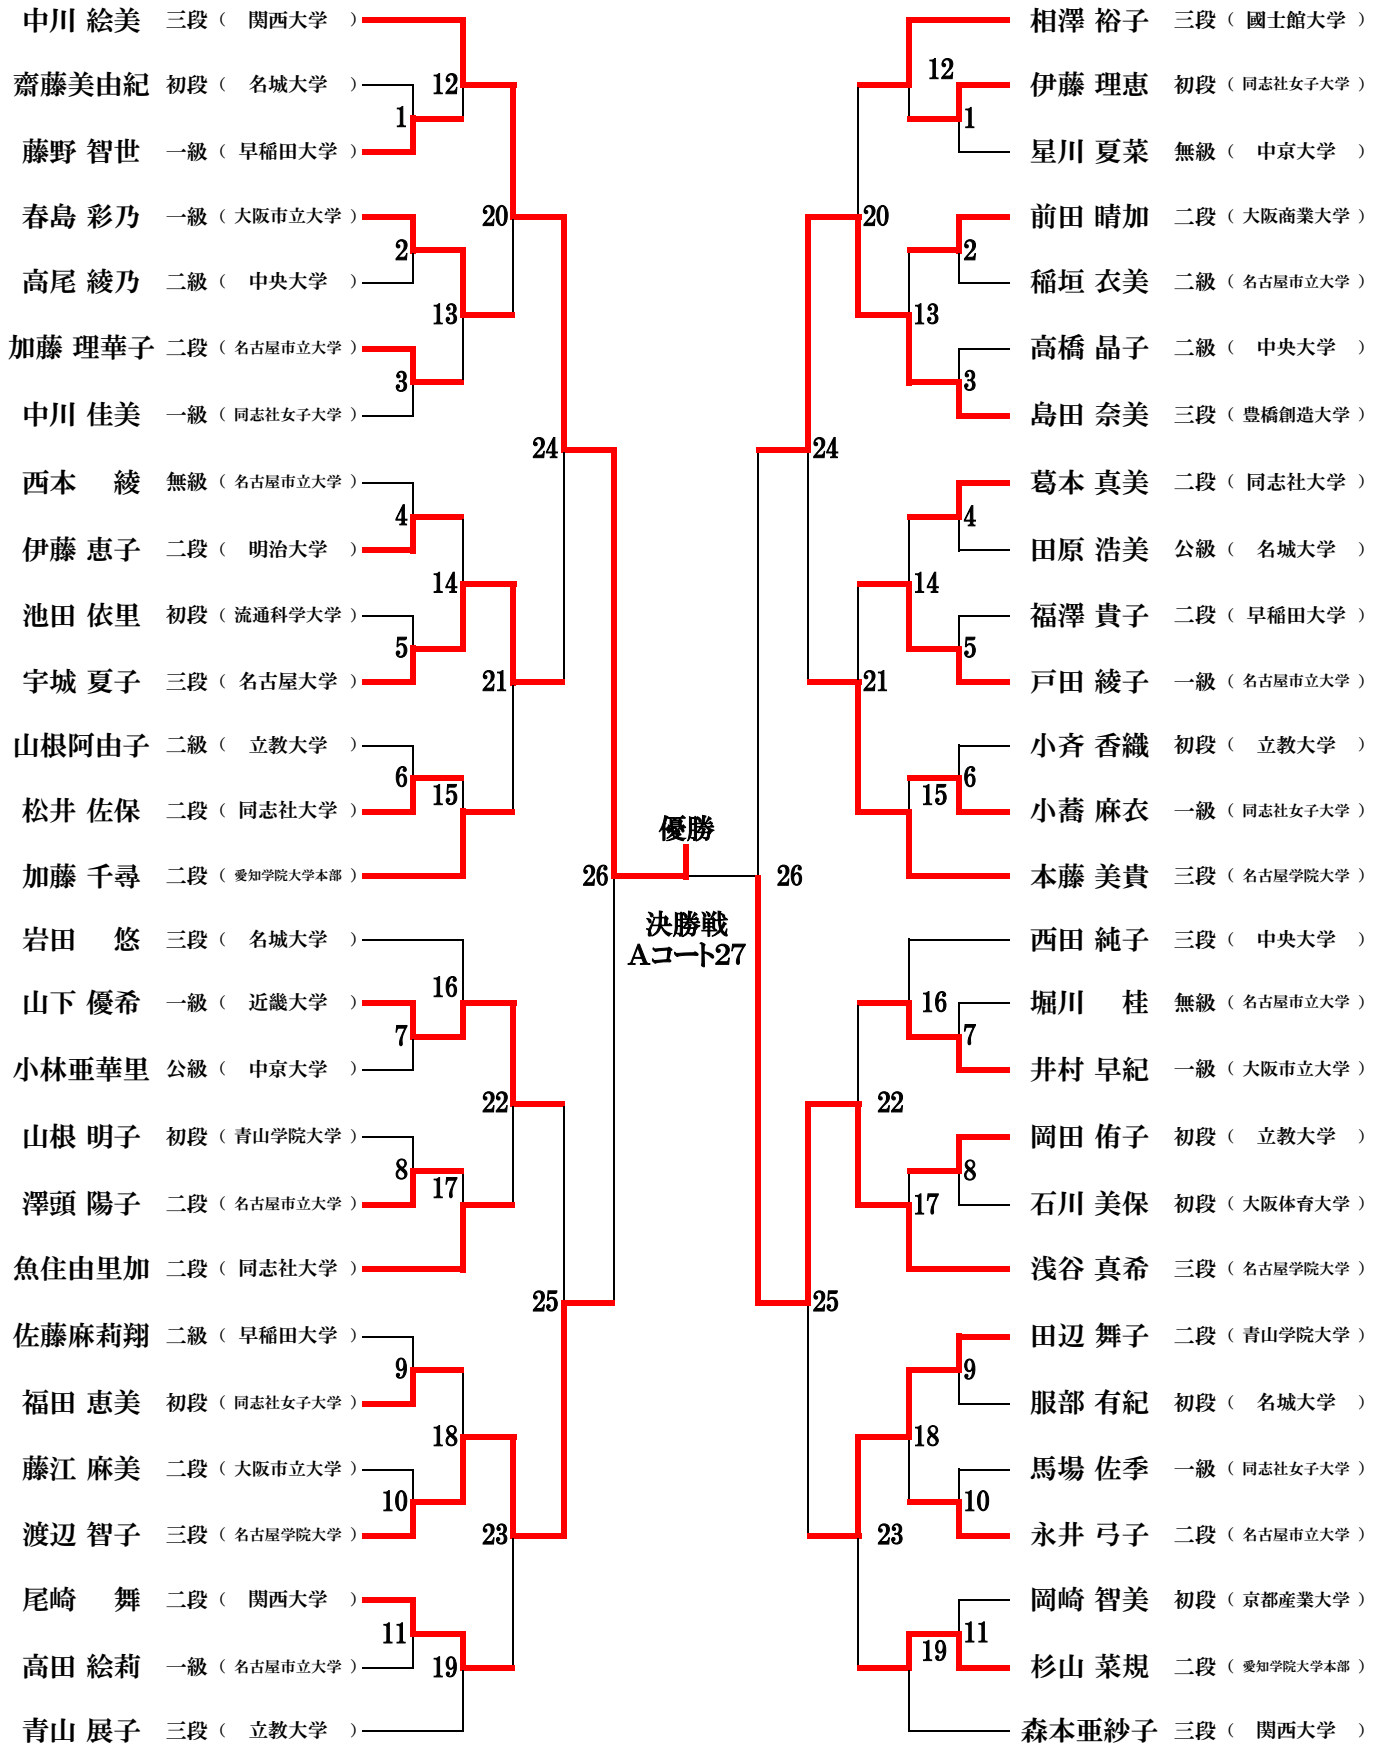 中川 絵美 三段（ 関西大学 ）
齋藤美由紀 初段（ 名城大学 ）
藤野 智世 一級（ 早稲田大学 ）
春島 彩乃 一級（ 大阪市立大学 ）
高尾 綾乃 二級（ 中央大学 ）
加藤 理華子 二段（ 名古屋市立大学 ）
中川 佳美 一級（ 同志社女子大学 ）
西本 綾 無級（ 名古屋市立大学 ）
伊藤 恵子 二段（ 明治大学 ）
池田 依里 初段（ 流通科学大学 ）
宇城 夏子 三段（ 名古屋大学 ）
山根阿由子 二級（ 立教大学 ）
松井 佐保 二段（ 同志社大学 ）
加藤 千尋 二段（ 愛知学院大学本部 ）
岩田 悠 三段（ 名城大学 ）
山下 優希 一級（ 近畿大学 ）
小林亜華里 公級（ 中京大学 ）
山根 明子 初段（ 青山学院大学 ）
澤頭 陽子 二段（ 名古屋市立大学 ）
魚住由里加 二段（ 同志社大学 ）
佐藤麻莉翔 二級（ 早稲田大学 ）
福田 恵美 初段（ 同志社女子大学 ）
藤江 麻美 二段（ 大阪市立大学 ）
渡辺 智子 三段（ 名古屋学院大学 ）
尾崎 舞 二段（ 関西大学 ）
高田 絵莉 一級（ 名古屋市立大学 ）
青山 展子 三段（ 立教大学 ）
1
2
3
4
5
6
7
8
9
10
11
12
13
14
15
16
17
18
19
20
21
22
23
24
25
26
優勝
決勝戦
Aコート27
26
24
25
20
21
22
23
12
13
14
15
16
17
18
19
1
2
3
4
5
6
7
8
9
10
11
相澤 裕子 三段（ 國士館大学 ）
伊藤 理恵 初段（ 同志社女子大学 ）
星川 夏菜 無級（ 中京大学 ）
前田 晴加 二段（ 大阪商業大学 ）
稲垣 衣美 二級（ 名古屋市立大学 ）
高橋 晶子 二級（ 中央大学 ）
島田 奈美 三段（ 豊橋創造大学 ）
葛本 真美 二段（ 同志社大学 ）
田原 浩美 公級（ 名城大学 ）
福澤 貴子 二段（ 早稲田大学 ）
戸田 綾子 一級（ 名古屋市立大学 ）
小斉 香織 初段（ 立教大学 ）
小蕎 麻衣 一級（ 同志社女子大学 ）
本藤 美貴 三段（ 名古屋学院大学 ）
西田 純子 三段（ 中央大学 ）
堀川 桂 無級（ 名古屋市立大学 ）
井村 早紀 一級（ 大阪市立大学 ）
岡田 侑子 初段（ 立教大学 ）
石川 美保 初段（ 大阪体育大学 ）
浅谷 真希 三段（ 名古屋学院大学 ）
田辺 舞子 二段（ 青山学院大学 ）
服部 有紀 初段（ 名城大学 ）
馬場 佐季 一級（ 同志社女子大学 ）
永井 弓子 二段（ 名古屋市立大学 ）
岡崎 智美 初段（ 京都産業大学 ）
杉山 菜規 二段（ 愛知学院大学本部 ）
森本亜紗子 三段（ 関西大学 ）